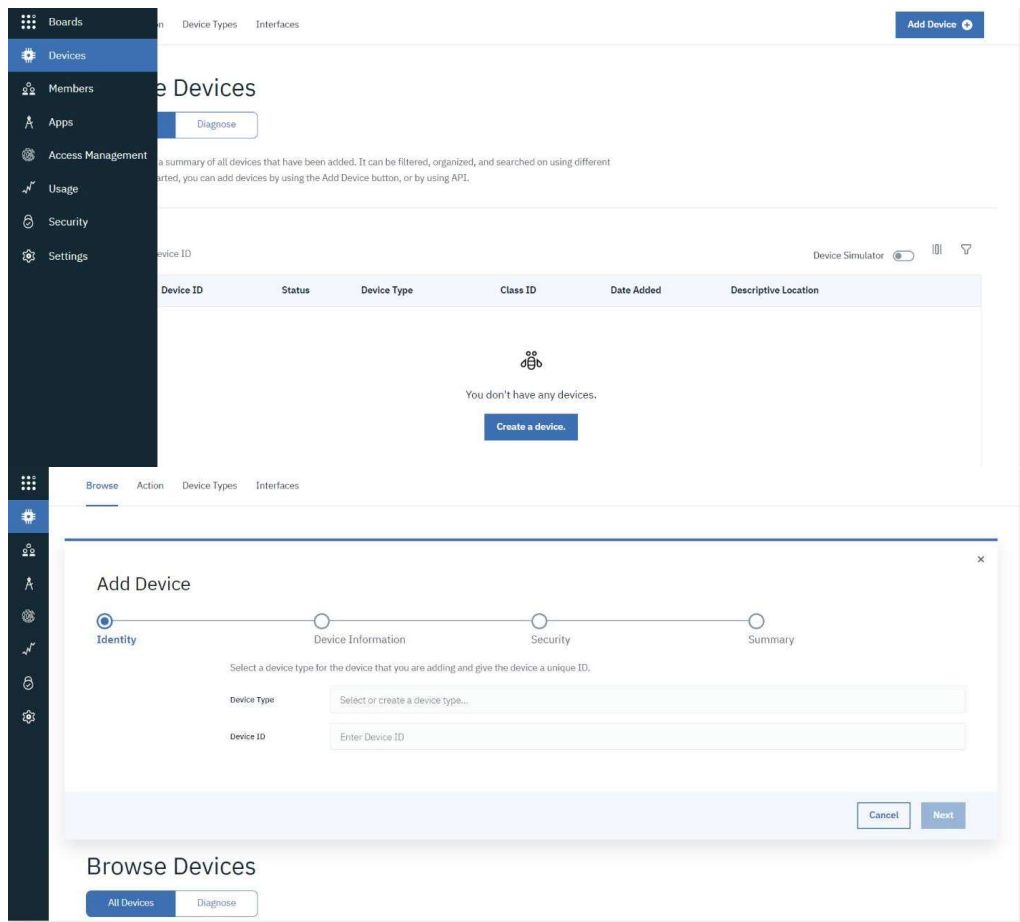 Boards
Device Types Interfaces
Add Device
Devices
Members
e Devices
Apps
Diagnose
Access Management
a summary of all devices that have been added. It can be filtered, organized, and searched on using different
arted, you can add devices by using the Add Device button, or by using API.
Usage
Security
Settings
evice ID
Device Simulator
Device ID Status Device Type Class ID Date Added Descriptive Location
You don't have any devices.
Create a device.
Browse Action Device Types Interfaces
Add Device
Identity Device Information Security Summary
Select a device type for the device that you are adding and give the device a unique ID.
Device Type Select or create a device type...
Device ID Enter Device ID
Cancel Next
Browse Devices
All Devices Diagnose